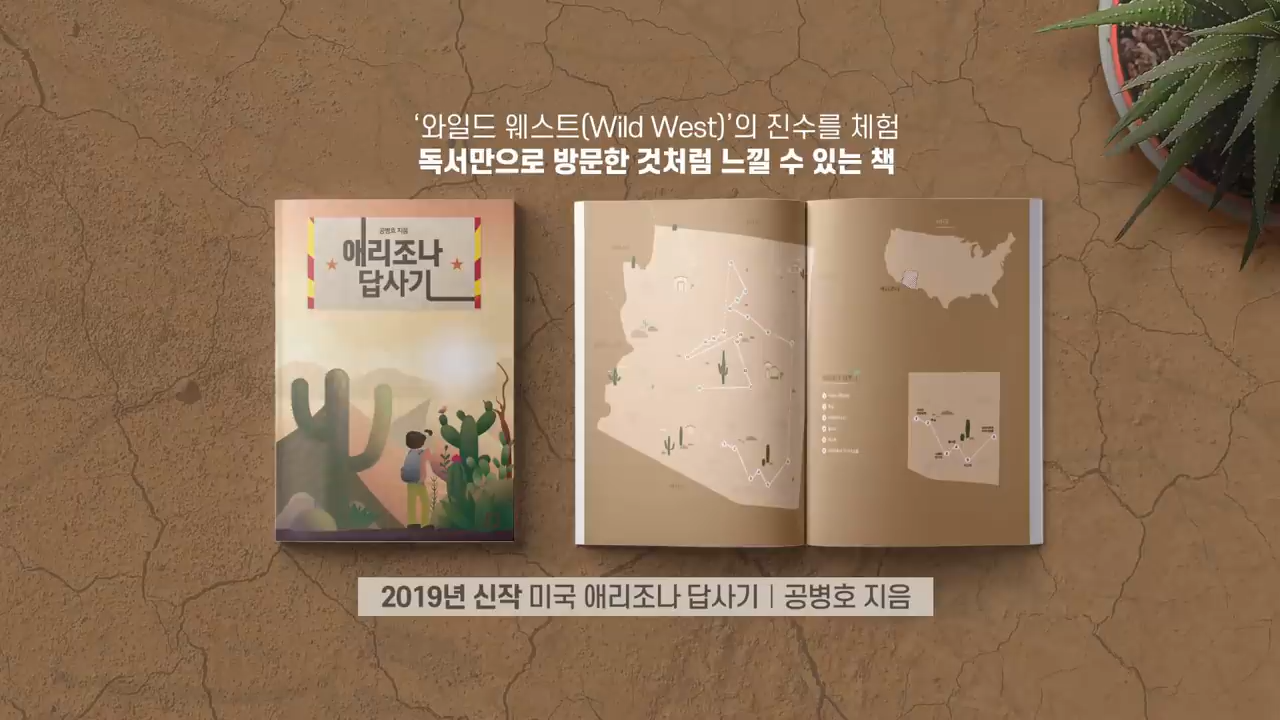 ‘와일드 웨스트(Wild West)’의 진수를 체험
독서만으로 방문한 것처럼 느낄 수 있는 책
공병호 지음
애리조나
답사기
2019년 신작 미국 애리조나 답사기 | 공병호 지음